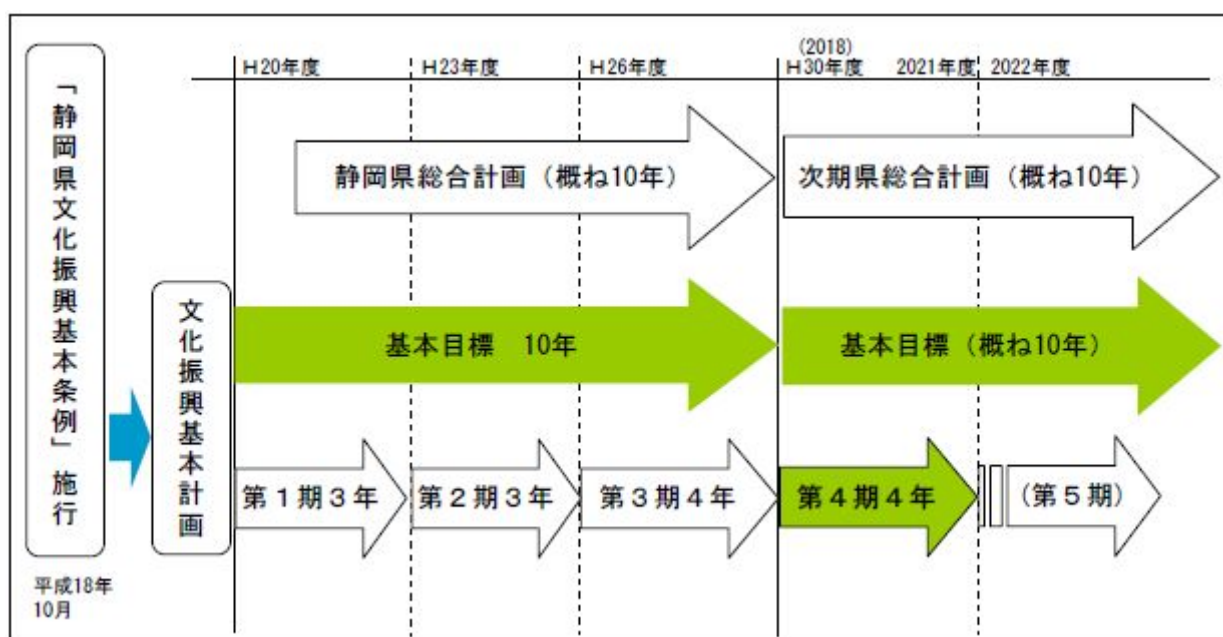 (2018)
H20年度
H23年度
H26年度
H30年度
2021年度
2022年度
「静岡県文化振興基本条例」施行
平成18年
10月
文化振興基本計画
静岡県総合計画（概ね10年）
次期県総合計画（概ね10年）
基本目標　10年
基本目標（概ね10年）
第１期３年
第２期３年
第３期４年
第４期４年
(第５期)